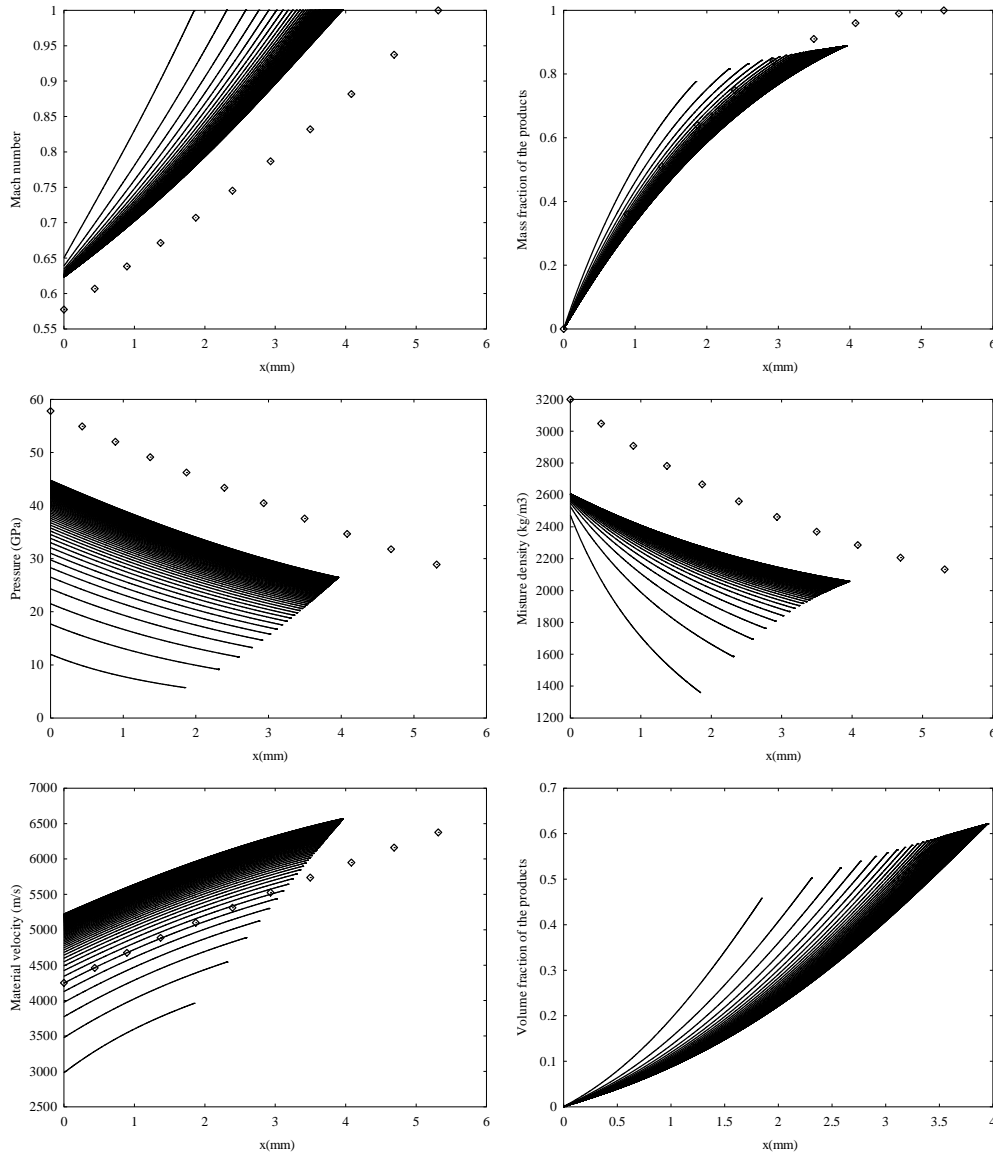 1
0.95
0.9
0.85
0.8
0.75
0.7
0.65
0.6
0.55
Mach number
0 1 2 3 4 5 6
x(mm)
1
0.8
0.6
0.4
0.2
0
Mass fraction of the products
0 1 2 3 4 5 6
x(mm)
60
50
40
30
20
10
0
Pressure (GPa)
0 1 2 3 4 5 6
x(mm)
3200
3000
2800
2600
2400
2200
2000
1800
1600
1400
1200
Misture density (kg/m3)
0 1 2 3 4 5 6
x(mm)
7000
6500
6000
5500
5000
4500
4000
3500
3000
2500
Material velocity (m/s)
0 1 2 3 4 5 6
x(mm)
0.7
0.6
0.5
0.4
0.3
0.2
0.1
0
Volume fraction of the products
0 0.5 1 1.5 2 2.5 3 3.5 4
x(mm)